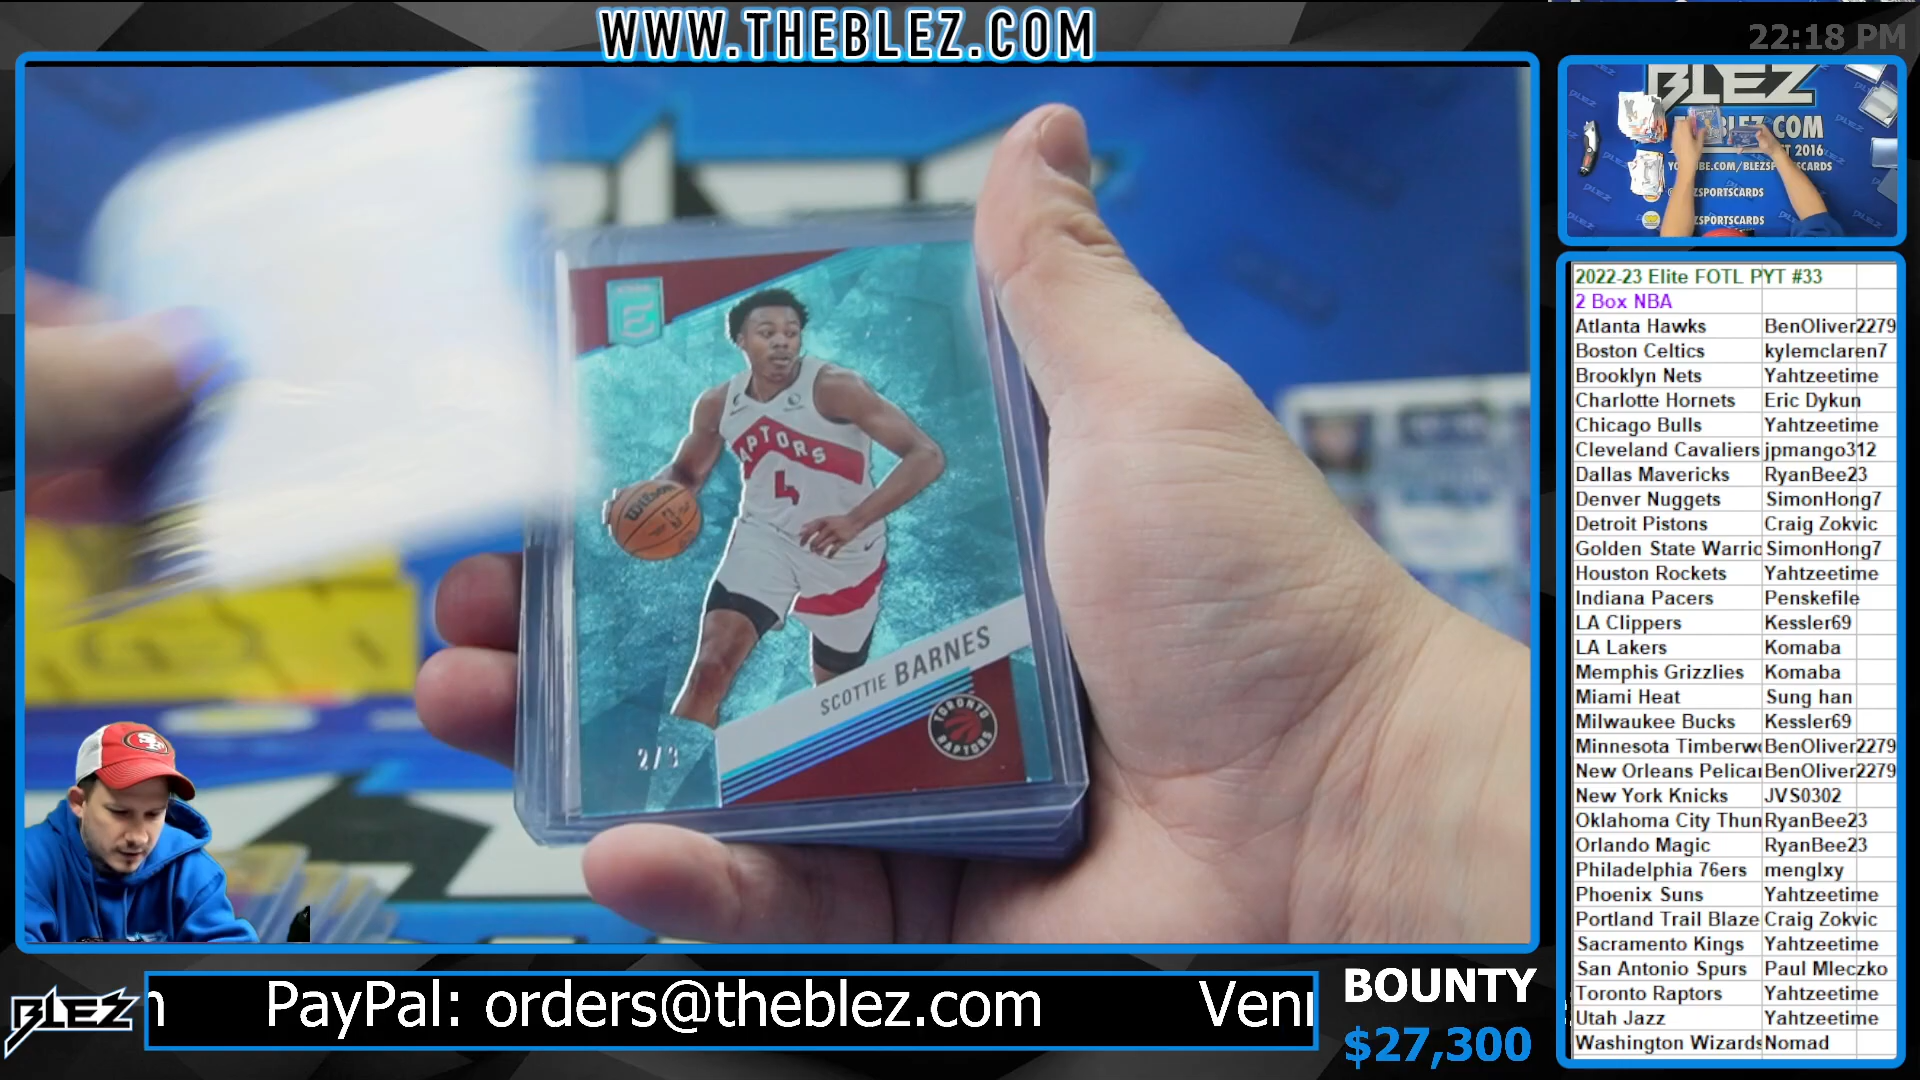 WWW.THEBLEZ.COM
22:18 PM
BLEZ
2022-23 Elite FOTL PYT #33
2 Box NBA
Atlanta Hawks BenOliver2279
Boston Celtics kylemclaren7
Brooklyn Nets Yahtzeetime
Charlotte Hornets Eric Dykun
Chicago Bulls Yahtzeetime
Cleveland Cavaliers jpmango312
Dallas Mavericks RyanBee23
Denver Nuggets SimonHong7
Detroit Pistons Craig Zokvic
Golden State Warric SimonHong7
Houston Rockets Yahtzeetime
Indiana Pacers Penskefile
LA Clippers Kessler69
LA Lakers Komaba
Memphis Grizzlies Komaba
Miami Heat Sung han
Milwaukee Bucks Kessler69
Minnesota Timberwo BenOliver2279
New Orleans Pelicar BenOliver2279
New York Knicks JVS0302
Oklahoma City Thun RyanBee23
Orlando Magic RyanBee23
Philadelphia 76ers menglxy
Phoenix Suns Yahtzeetime
Portland Trail Blaze Craig Zokvic
Sacramento Kings Yahtzeetime
San Antonio Spurs Paul Mleczko
Toronto Raptors Yahtzeetime
Utah Jazz Yahtzeetime
Washington Wizards Nomad
RAPTORS
4
Wilson
SCOTTIE BARNES
TORONTO
RAPTORS
2/3
BLEZ
PayPal: orders@theblez.com
BOUNTY
$27,300